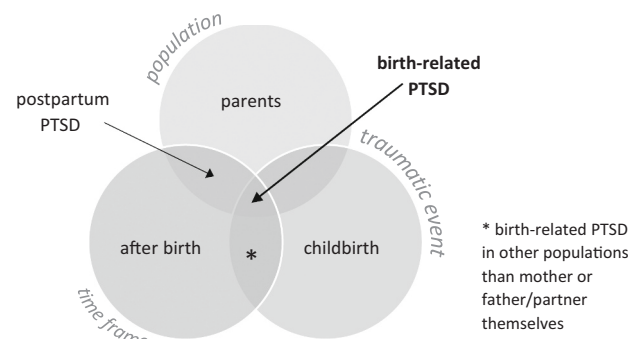 population
birth-related
PTSD
parents
postpartum
PTSD
traumatic event
after birth
childbirth
*
* birth-related PTSD
in other populations
than mother or
father/partner
themselves
time